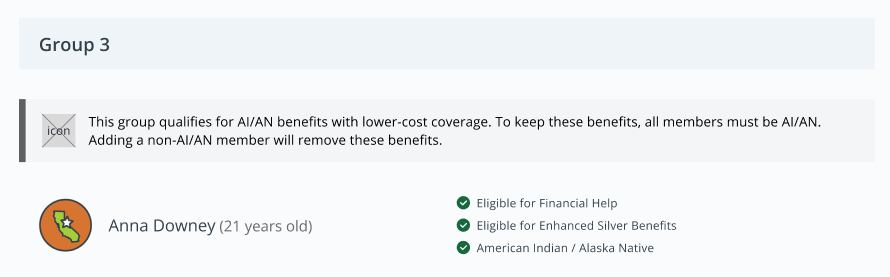 Group 3
icon
This group qualifies for AI/AN benefits with lower-cost coverage. To keep these benefits, all members must be AI/AN.
Adding a non-AI/AN member will remove these benefits.
Anna Downey (21 years old)
Eligible for Financial Help
Eligible for Enhanced Silver Benefits
American Indian / Alaska Native